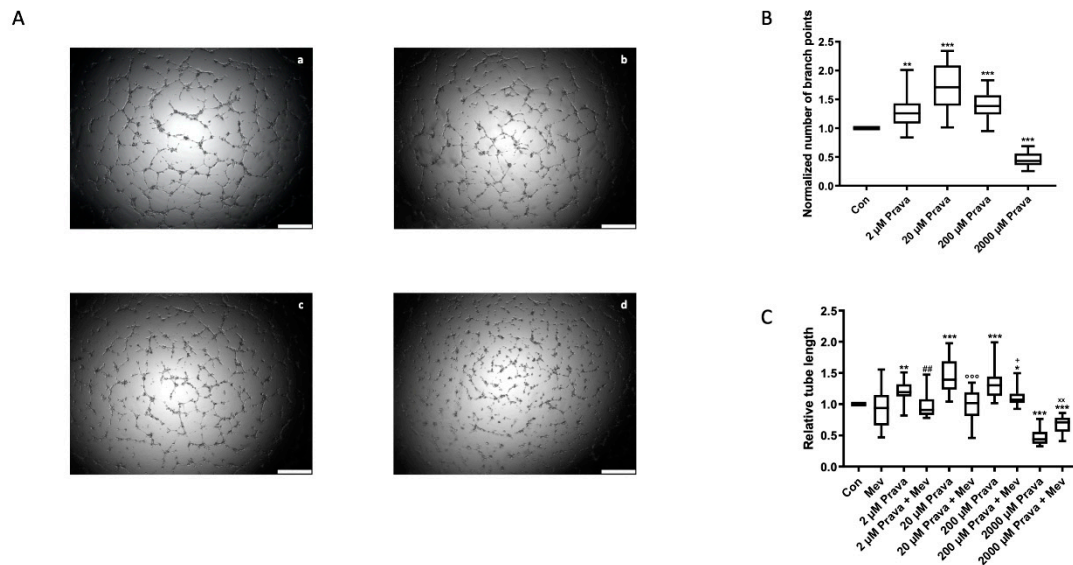 A
a
b
c
d
B
Normalized number of branch points
2.5
2.0
1.5
1.0
0.5
0.0
**
***
***
***
Con
2 µM Prava
20 µM Prava
200 µM Prava
2000 µM Prava
C
Relative tube length
2.5
2.0
1.5
1.0
0.5
0.0
**
##
***
°°°
***
+
*
***
xx
***
Con
Mev
2 µM Prava
2 µM Prava + Mev
20 µM Prava
20 µM Prava + Mev
200 µM Prava
200 µM Prava + Mev
2000 µM Prava
2000 µM Prava + Mev